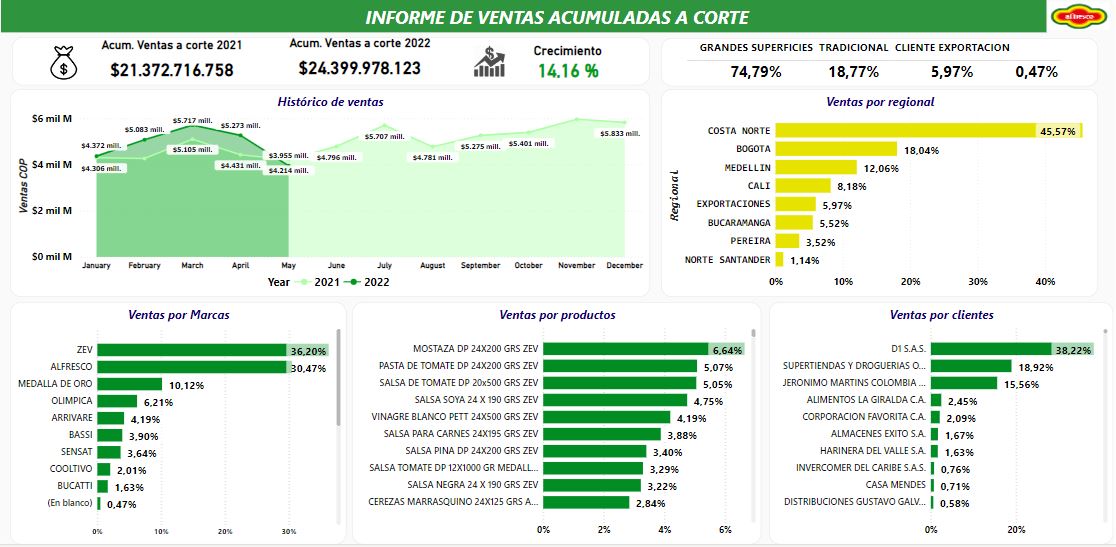 INFORME DE VENTAS ACUMULADAS A CORTE
alfresco
Acum. Ventas a corte 2021
$21.372.716.758
Acum. Ventas a corte 2022
$24.399.978.123
Crecimiento
14.16 %
GRANDES SUPERFICIES TRADICIONAL CLIENTE EXPORTACION
74,79% 18,77% 5,97% 0,47%
Histórico de ventas
Ventas COP
$6 mil M
$4 mil M
$2 mil M
$0 mil M
$4.372 mill.
$5.083 mill.
$5.717 mill.
$5.273 mill.
$3.955 mill.
$4.306 mill.
$5.105 mill.
$4.431 mill.
$4.214 mill.
$4.796 mill.
$5.707 mill.
$4.781 mill.
$5.275 mill.
$5.401 mill.
$5.833 mill.
January February March April May June July August September October November December
Year 2021 2022
Ventas por regional
Regional
COSTA NORTE 45,57%
BOGOTA 18,04%
MEDELLIN 12,06%
CALI 8,18%
EXPORTACIONES 5,97%
BUCARAMANGA 5,52%
PEREIRA 3,52%
NORTE SANTANDER 1,14%
0% 10% 20% 30% 40%
Ventas por Marcas
ZEV 36,20%
ALFRESCO 30,47%
MEDALLA DE ORO 10,12%
OLIMPICA 6,21%
ARRIVARE 4,19%
BASSI 3,90%
SENSAT 3,64%
COOLTIVO 2,01%
BUCATTI 1,63%
(En blanco) 0,47%
0% 10% 20% 30%
Ventas por productos
MOSTAZA DP 24X200 GRS ZEV 6,64%
PASTA DE TOMATE DP 24X200 GRS ZEV 5,07%
SALSA DE TOMATE DP 20x500 GRS ZEV 5,05%
SALSA SOYA 24 X 190 GRS ZEV 4,75%
VINAGRE BLANCO PETT 24X500 GRS ZEV 4,19%
SALSA PARA CARNES 24X195 GRS ZEV 3,88%
SALSA PINA DP 24X200 GRS ZEV 3,40%
SALSA TOMATE DP 12X1000 GR MEDALL... 3,29%
SALSA NEGRA 24 X 190 GRS ZEV 3,22%
CEREZAS MARRASQUINO 24X125 GRS A... 2,84%
0% 2% 4% 6%
Ventas por clientes
D1 S.A.S. 38,22%
SUPERTIENDAS Y DROGUERIAS O... 18,92%
JERONIMO MARTINS COLOMBIA ... 15,56%
ALIMENTOS LA GIRALDA C.A. 2,45%
CORPORACION FAVORITA C.A. 2,09%
ALMACENES EXITO S.A. 1,67%
HARINERA DEL VALLE S.A. 1,63%
INVERCOMER DEL CARIBE S.A.S. 0,76%
CASA MENDES 0,71%
DISTRIBUCIONES GUSTAVO GALV... 0,58%
0% 20%